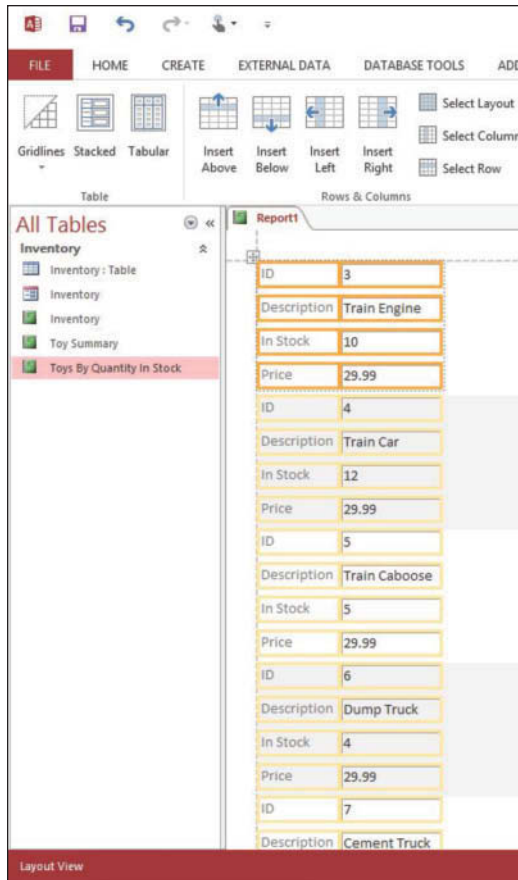 FILE HOME CREATE EXTERNAL DATA DATABASE TOOLS ADD
Gridlines Stacked Tabular
Insert Above
Insert Below
Insert Left
Insert Right
Select Layout
Select Column
Select Row
Table Rows & Columns
All Tables
Inventory
Inventory : Table
Inventory
Inventory
Toy Summary
Toys By Quantity In Stock
Report1
ID 3
Description Train Engine
In Stock 10
Price 29.99
ID 4
Description Train Car
In Stock 12
Price 29.99
ID 5
Description Train Caboose
In Stock 5
Price 29.99
ID 6
Description Dump Truck
In Stock 4
Price 29.99
ID 7
Description Cement Truck
Layout View